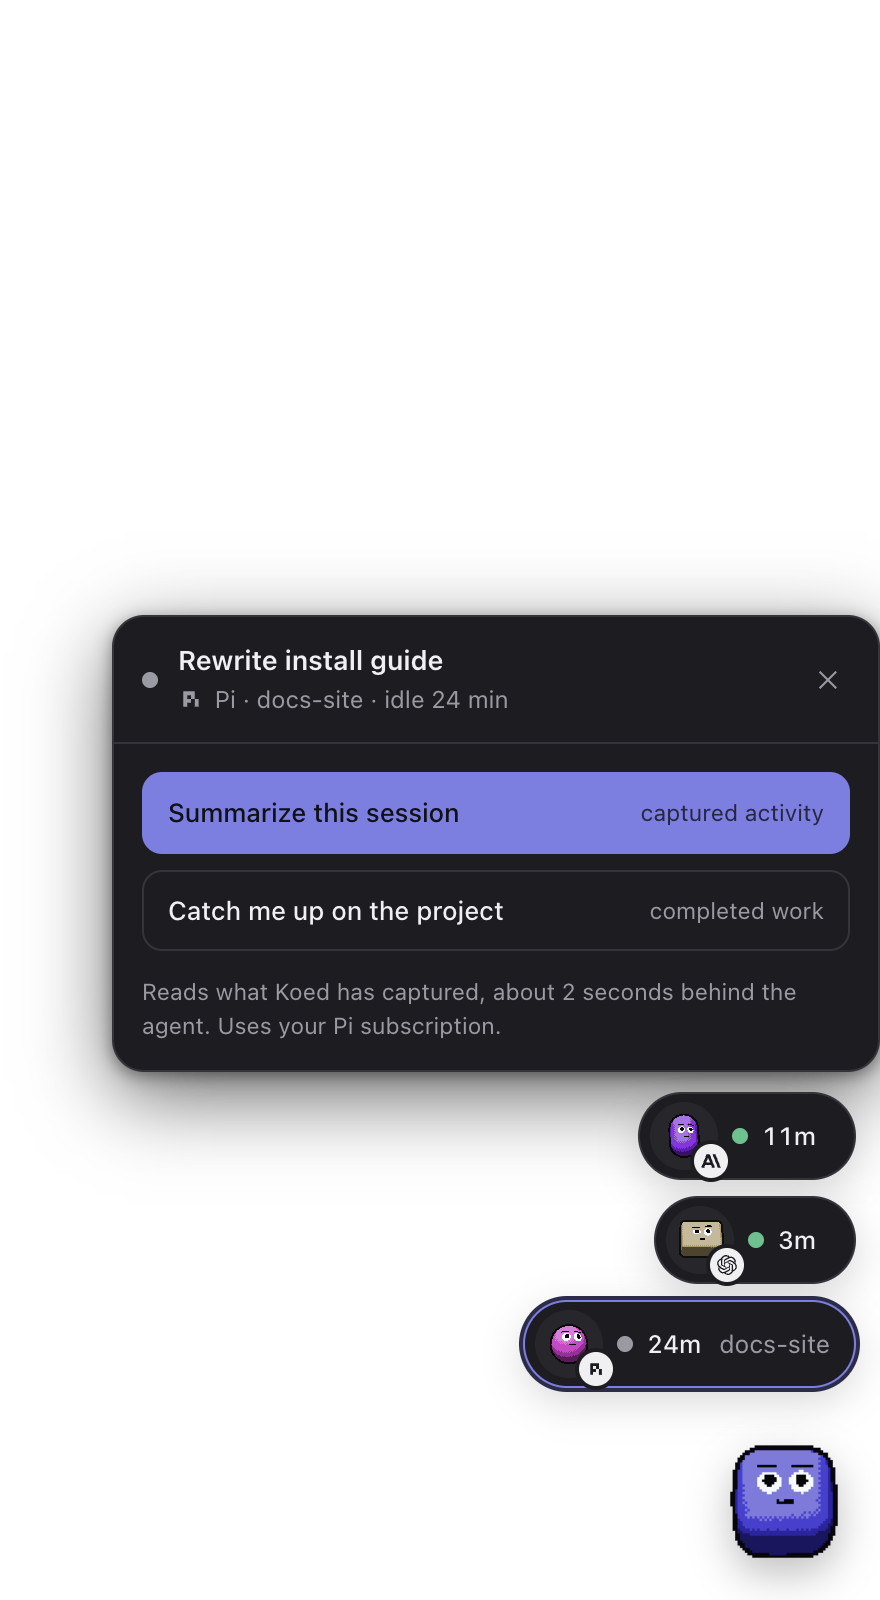 Rewrite install guide
Pi · docs-site · idle 24 min
Summarize this session captured activity
Catch me up on the project completed work
Reads what Koed has captured, about 2 seconds behind the
agent. Uses your Pi subscription.
11m
3m
24m docs-site